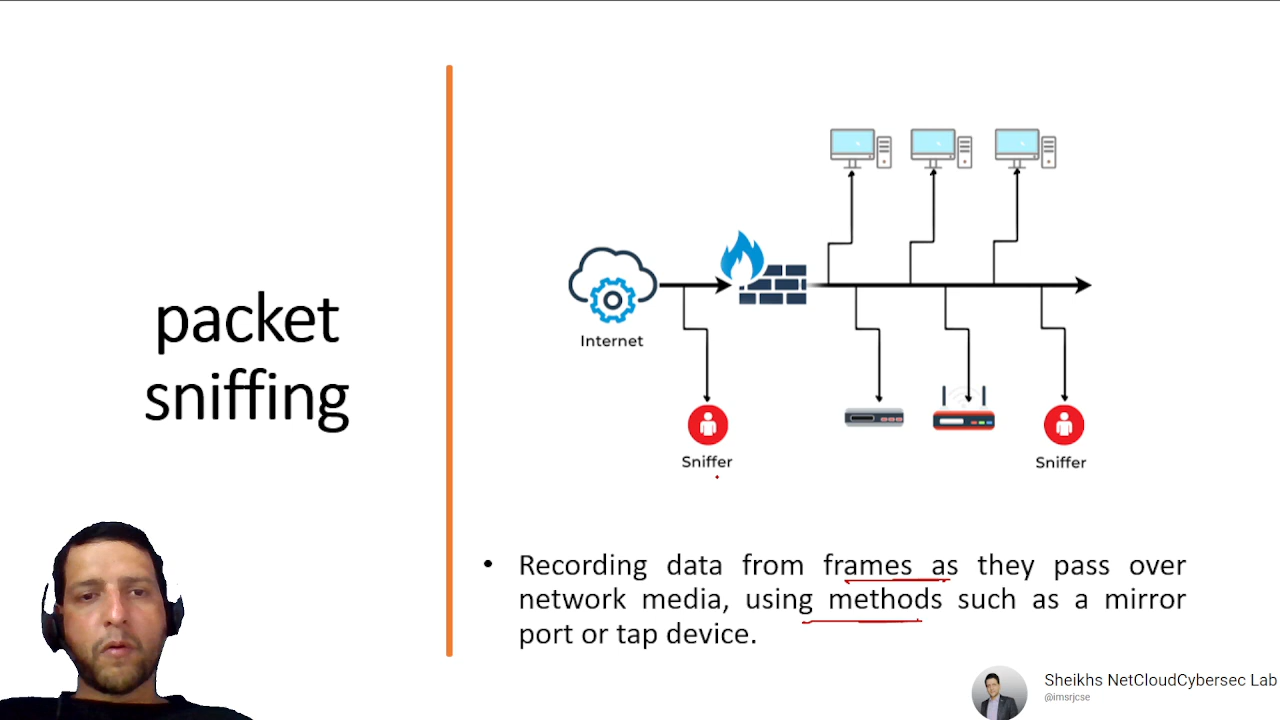 packet
sniffing
Internet
Sniffer
Sniffer
• Recording data from frames as they pass over
network media, using methods such as a mirror
port or tap device.
Sheikhs NetCloudCybersec Lab
@imsrjcse